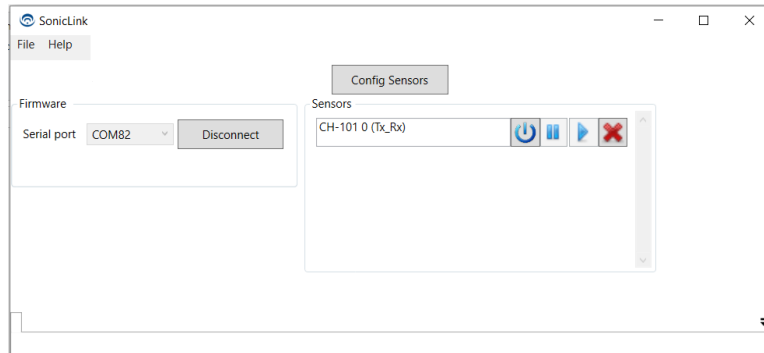 SonicLink
File Help
Config Sensors
Firmware
Serial port COM82 Disconnect
Sensors
CH-101 0 (Tx_Rx)